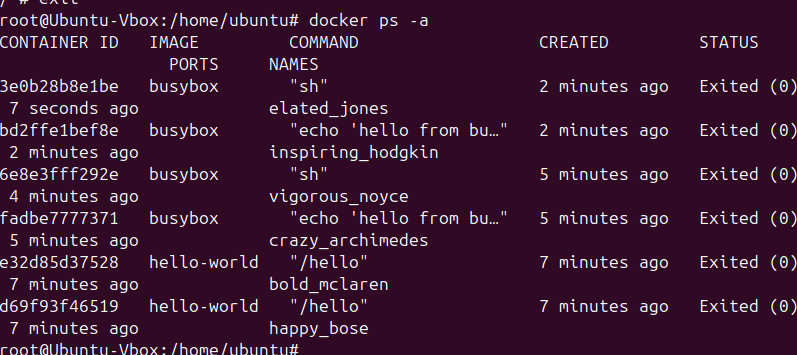 / # exit
root@Ubuntu-Vbox:/home/ubuntu# docker ps -a
CONTAINER ID   IMAGE         COMMAND                  CREATED         STATUS
                 PORTS     NAMES
3e0b28b8e1be   busybox       "sh"                     2 minutes ago   Exited (0)
 7 seconds ago             elated_jones
bd2ffe1bef8e   busybox       "echo 'hello from bu…"   2 minutes ago   Exited (0)
 2 minutes ago             inspiring_hodgkin
6e8e3fff292e   busybox       "sh"                     5 minutes ago   Exited (0)
 4 minutes ago             vigorous_noyce
fadbe7777371   busybox       "echo 'hello from bu…"   5 minutes ago   Exited (0)
 5 minutes ago             crazy_archimedes
e32d85d37528   hello-world   "/hello"                 7 minutes ago   Exited (0)
 7 minutes ago             bold_mclaren
d69f93f46519   hello-world   "/hello"                 7 minutes ago   Exited (0)
 7 minutes ago             happy_bose
root@Ubuntu-Vbox:/home/ubuntu#